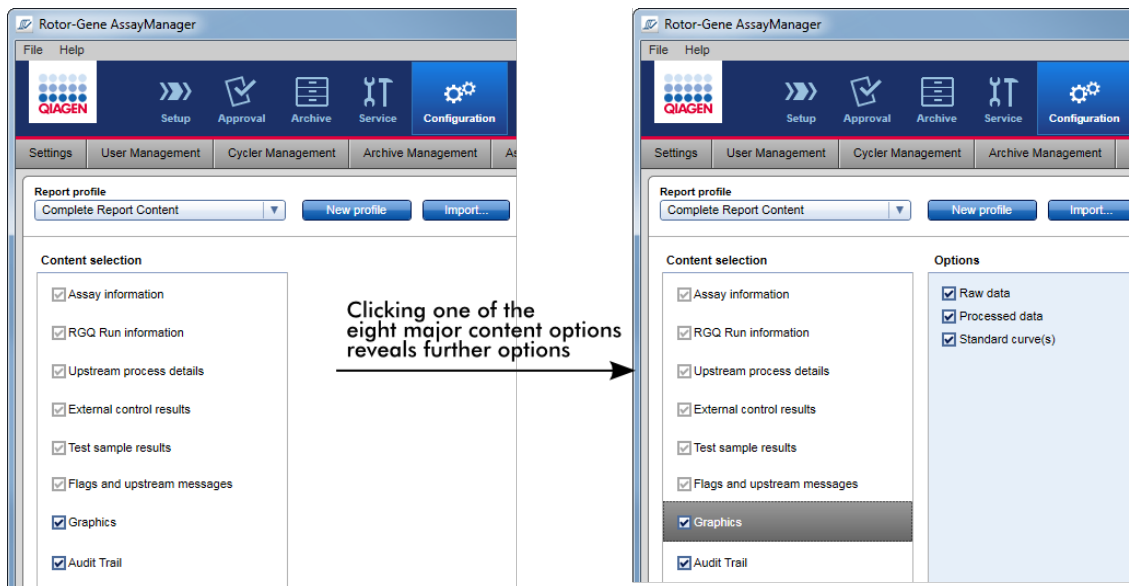 Rotor-Gene AssayManager
File Help
QIAGEN
Setup Approval Archive Service Configuration
Settings User Management Cycler Management Archive Management As
Report profile
Complete Report Content New profile Import...
Content selection
Assay information
RGQ Run information
Upstream process details
External control results
Test sample results
Flags and upstream messages
Graphics
Audit Trail
Clicking one of the
eight major content options
reveals further options
Rotor-Gene AssayManager
File Help
QIAGEN
Setup Approval Archive Service Configuration
Settings User Management Cycler Management Archive Management
Report profile
Complete Report Content New profile Import...
Content selection
Assay information
RGQ Run information
Upstream process details
External control results
Test sample results
Flags and upstream messages
Graphics
Audit Trail
Options
Raw data
Processed data
Standard curve(s)